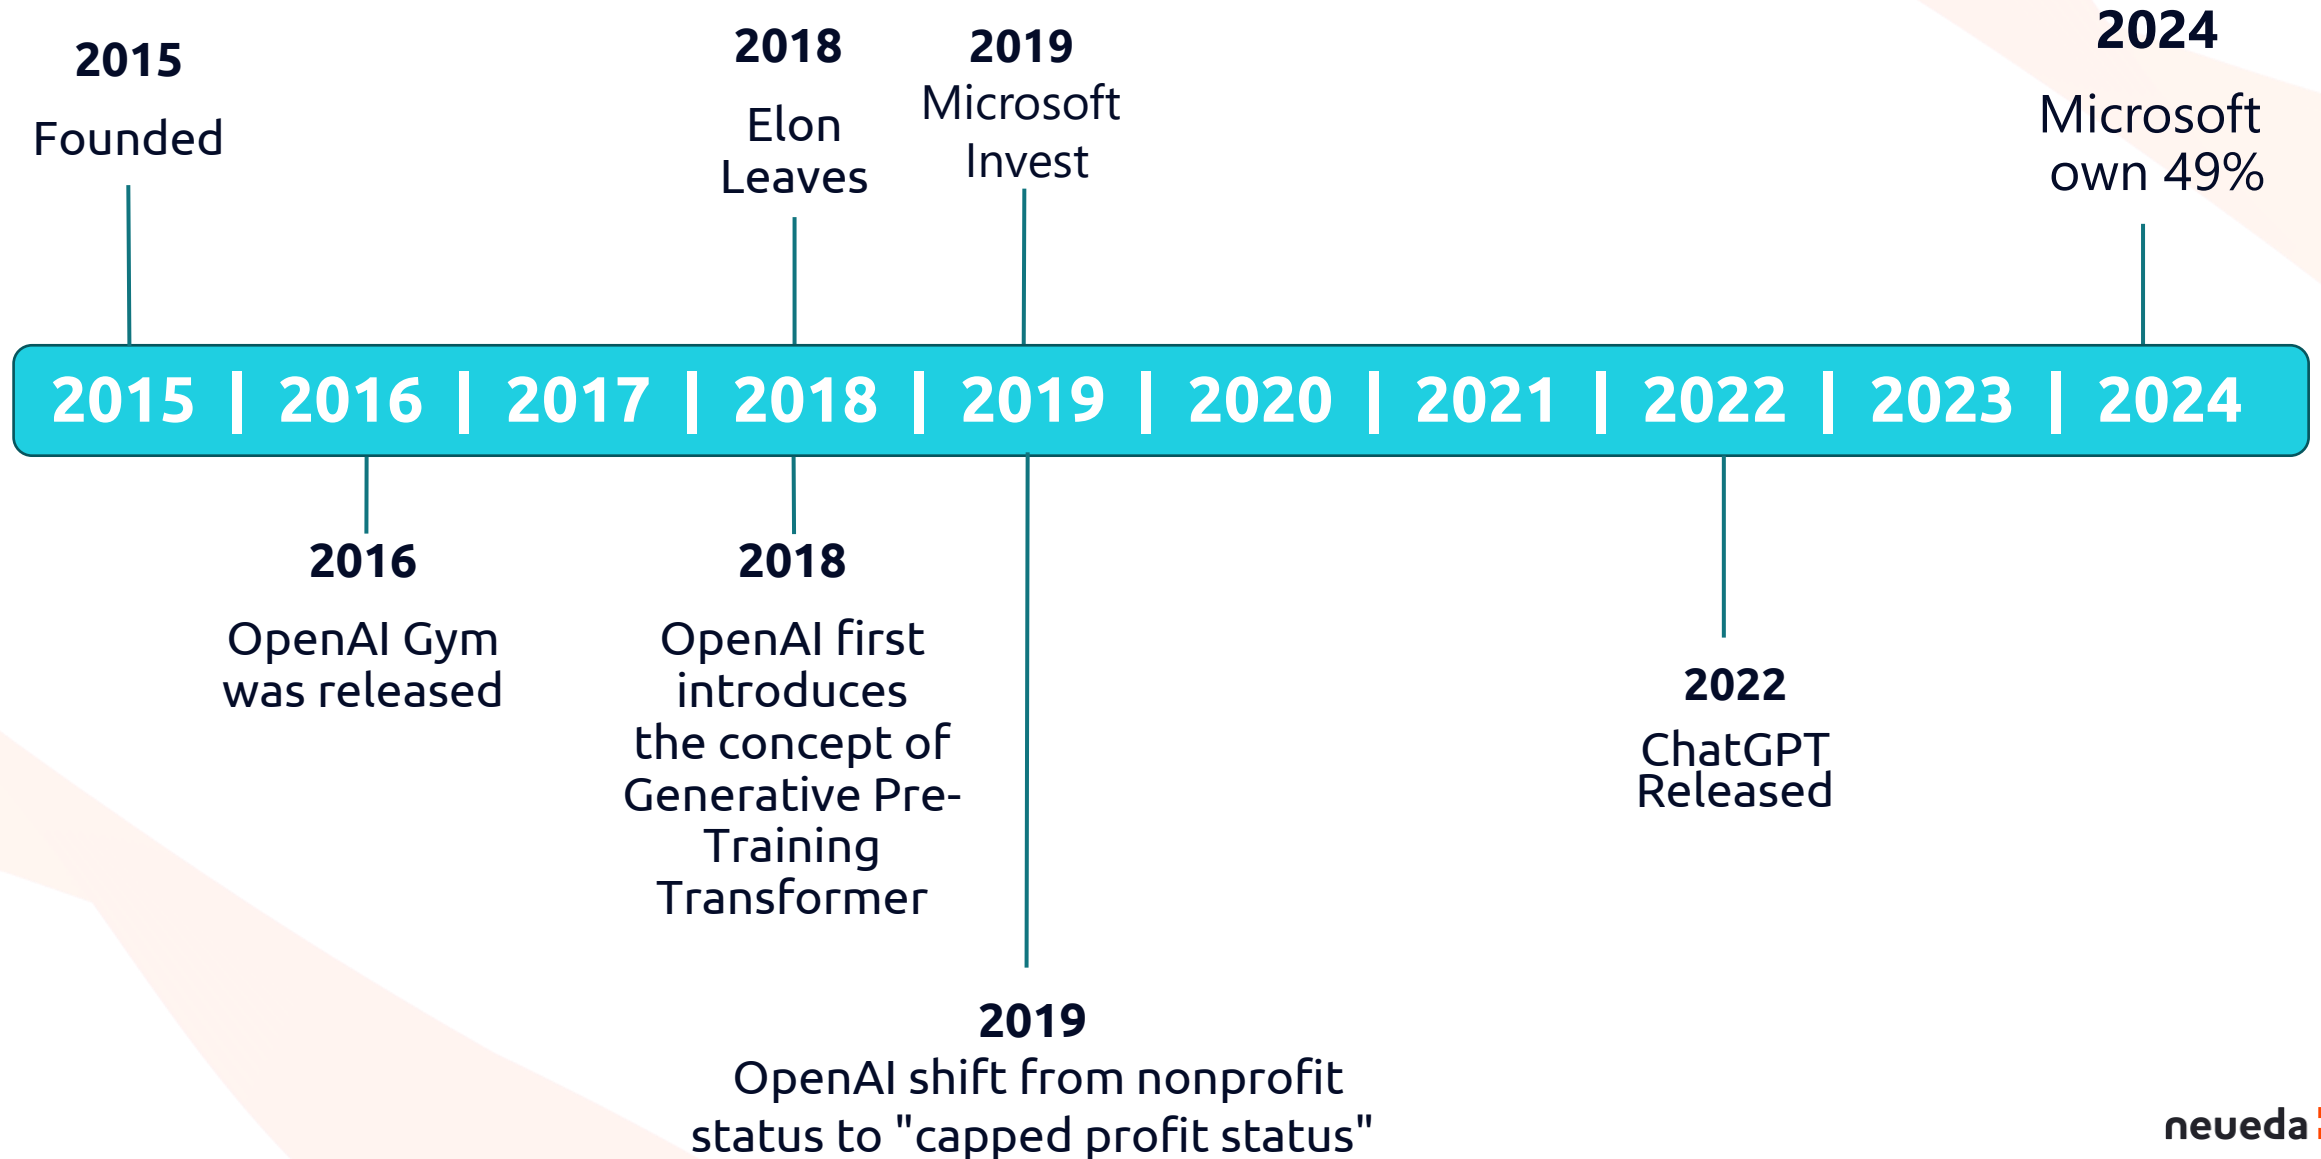 2015
Founded
2018
Elon
Leaves
2019
Microsoft
Invest
2024
Microsoft
own 49%
2015 | 2016 | 2017 | 2018 | 2019 | 2020 | 2021 | 2022 | 2023 | 2024
2016
OpenAI Gym
was released
2018
OpenAI first
introduces
the concept of
Generative Pre-
Training
Transformer
2019
OpenAI shift from nonprofit
status to "capped profit status"
2022
ChatGPT
Released
neueda